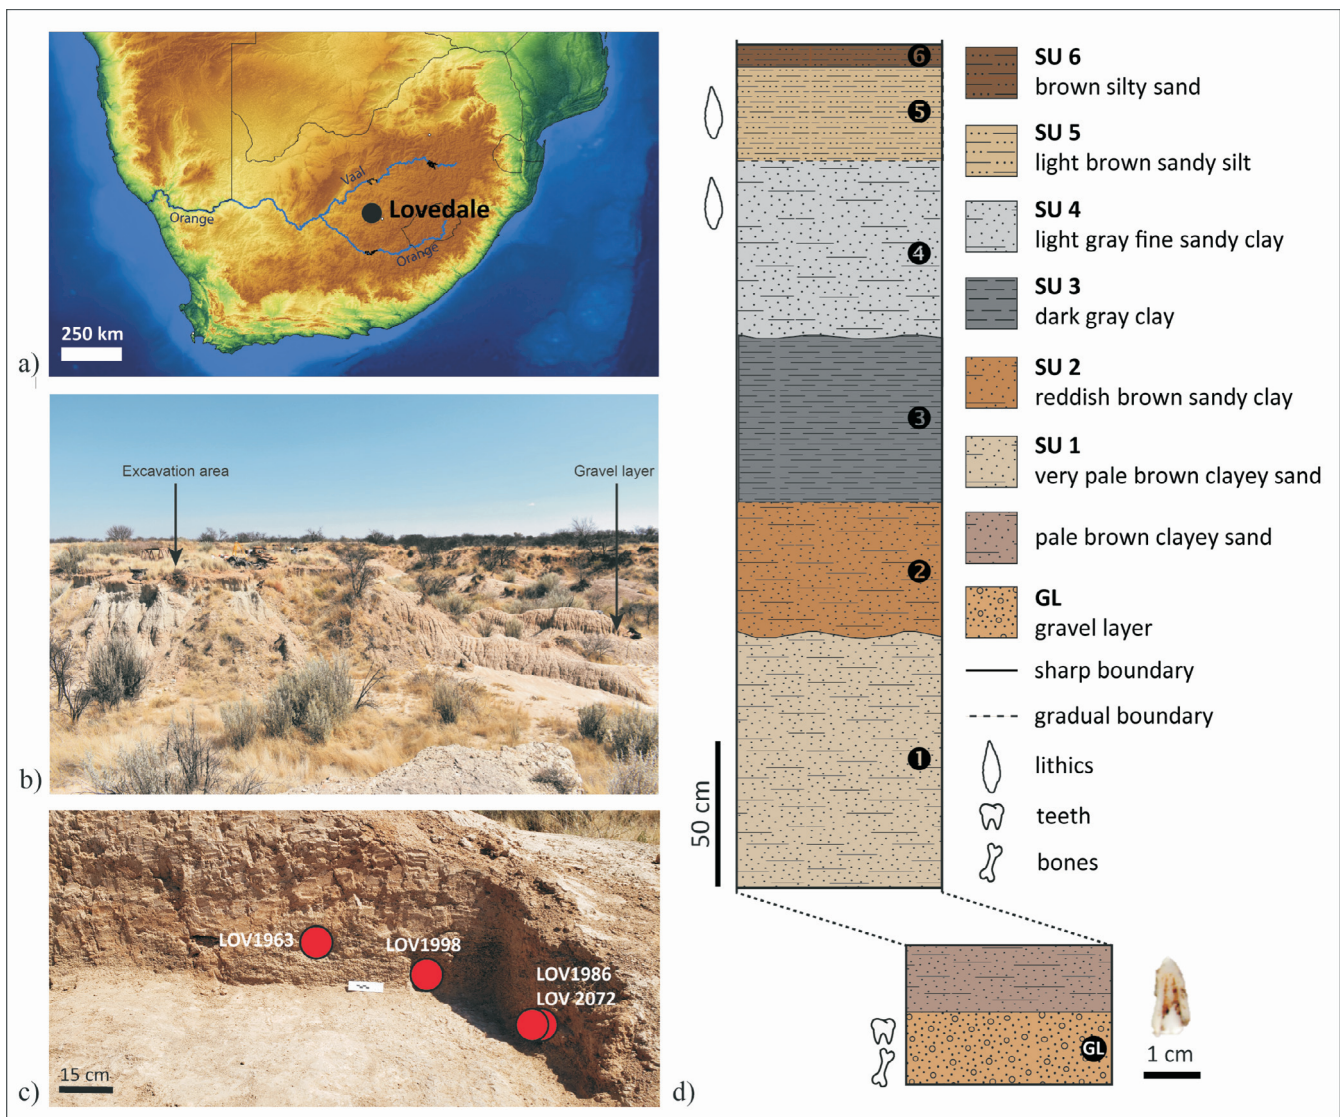 Vaal
Orange
Lovedale
Orange
250 km
a)
Excavation area
Gravel layer
b)
LOV1963
LOV1998
LOV1986
LOV 2072
15 cm
c)
6
5
4
3
2
1
50 cm
GL
1 cm
d)
SU 6
brown silty sand
SU 5
light brown sandy silt
SU 4
light gray fine sandy clay
SU 3
dark gray clay
SU 2
reddish brown sandy clay
SU 1
very pale brown clayey sand
pale brown clayey sand
GL
gravel layer
sharp boundary
gradual boundary
lithics
teeth
bones